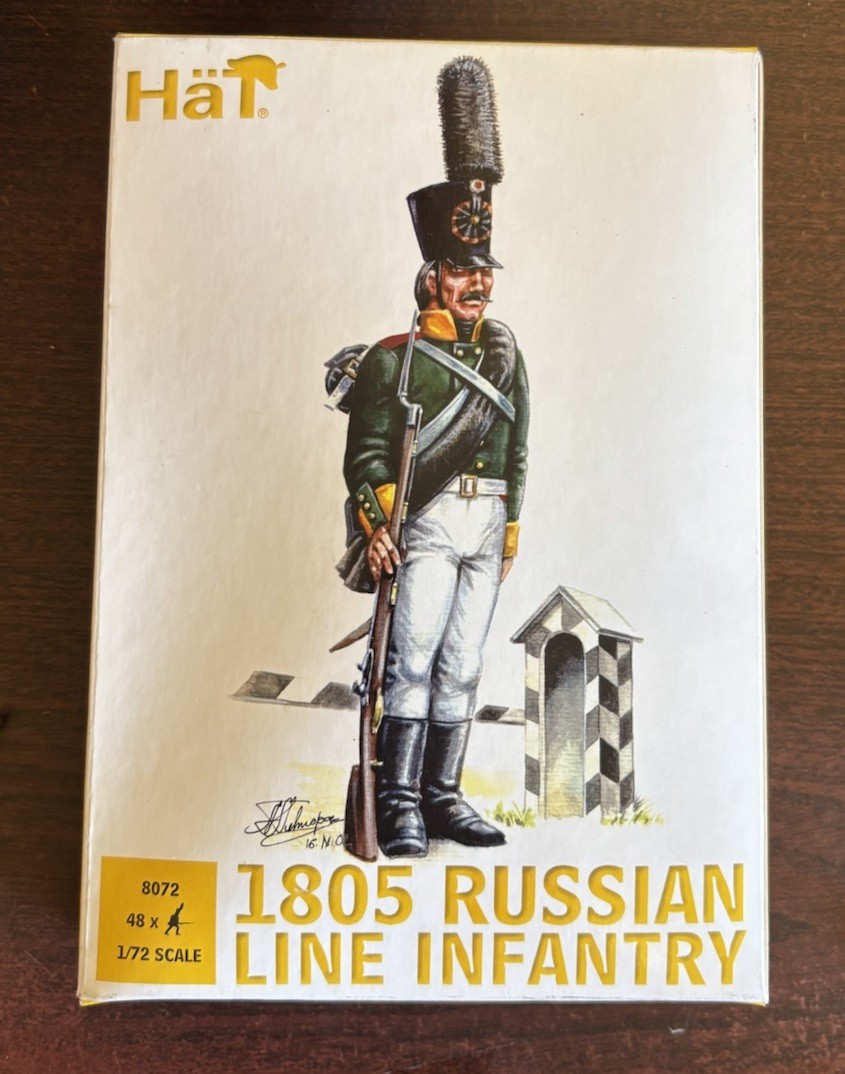 HäT®
8072
48 x
1/72 SCALE
1805 RUSSIAN
LINE INFANTRY